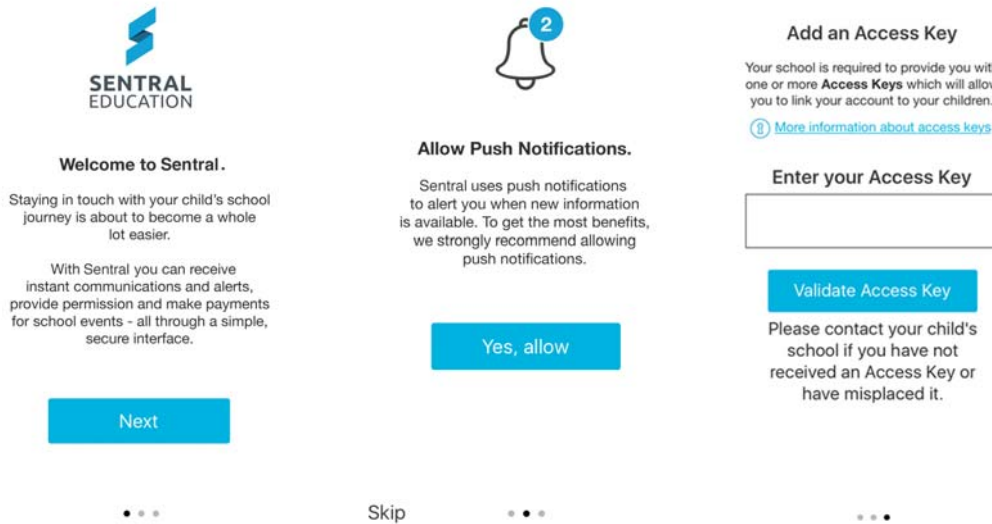 SENTRAL
EDUCATION
Welcome to Sentral.
Staying in touch with your child's school
journey is about to become a whole
lot easier.
With Sentral you can receive
instant communications and alerts,
provide permission and make payments
for school events - all through a simple,
secure interface.
Next
2
Allow Push Notifications.
Sentral uses push notifications
to alert you when new information
is available. To get the most benefits,
we strongly recommend allowing
push notifications.
Yes, allow
Skip
Add an Access Key
Your school is required to provide you wit
one or more Access Keys which will allow
you to link your account to your children.
More information about access keys
Enter your Access Key
Validate Access Key
Please contact your child's
school if you have not
received an Access Key or
have misplaced it.